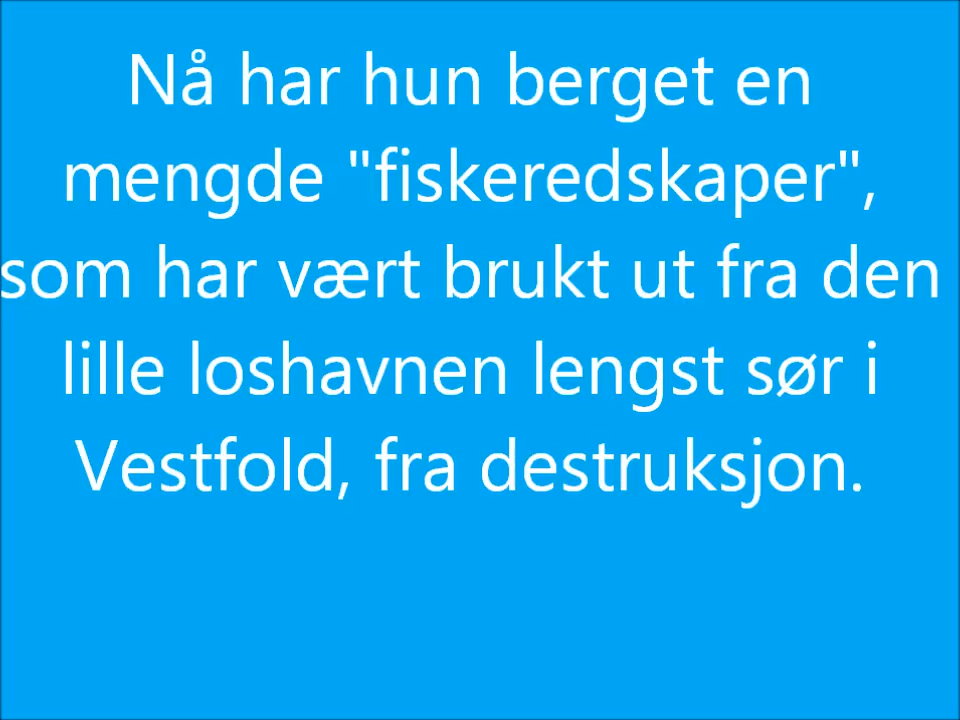 Nå har hun berget en
mengde "fiskeredskaper",
som har vært brukt ut fra den
lille loshavnen lengst sør i
Vestfold, fra destruksjon.